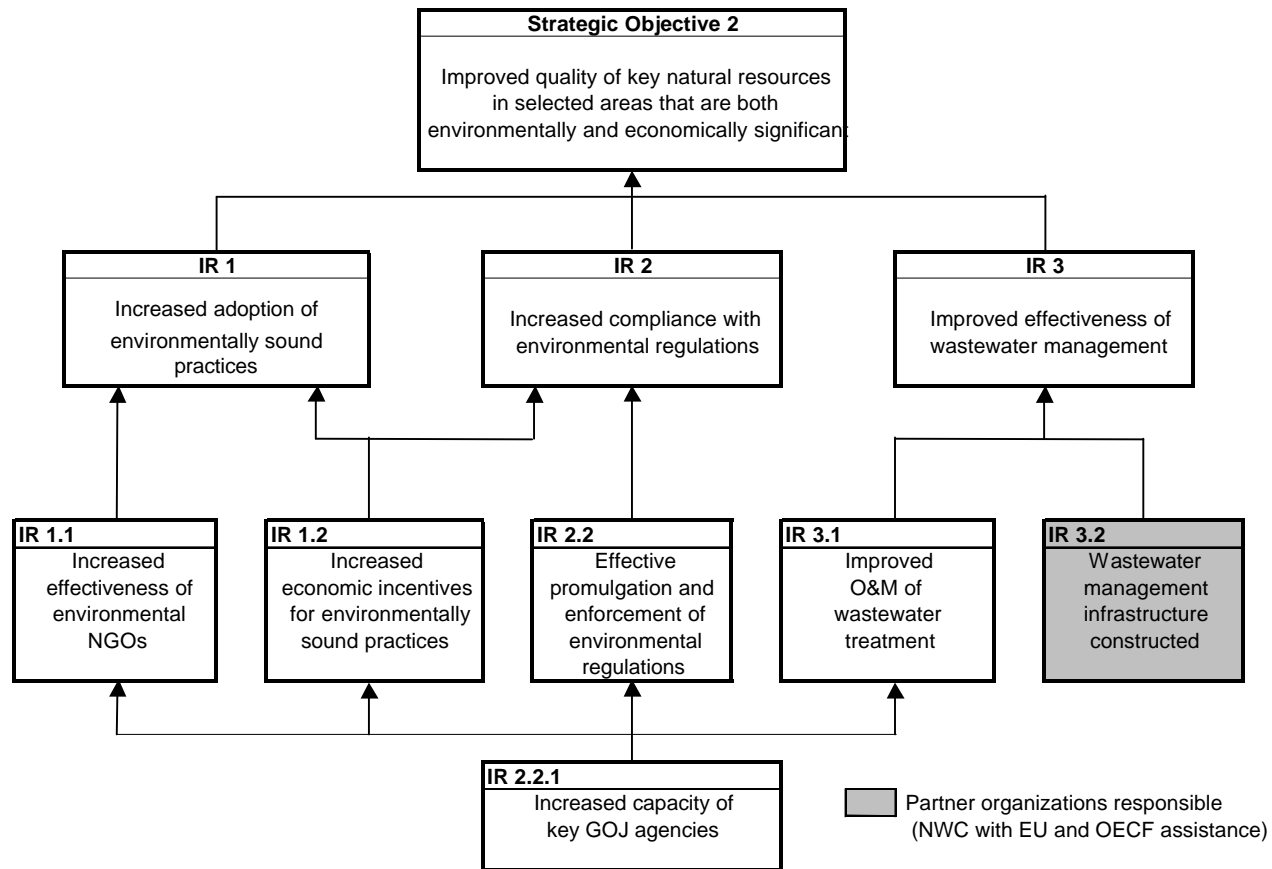 Strategic Objective 2
Improved quality of key natural resources
in selected areas that are both
environmentally and economically significant
IR 1
Increased adoption of
environmentally sound
practices
IR 2
Increased compliance with
environmental regulations
IR 3
Improved effectiveness of
wastewater management
IR 1.1
Increased
effectiveness of
environmental
NGOs
IR 1.2
Increased
economic incentives
for environmentally
sound practices
IR 2.2
Effective
promulgation and
enforcement of
environmental
regulations
IR 3.1
Improved
O&M of
wastewater
treatment
IR 3.2
Wastewater
management
infrastructure
constructed
IR 2.2.1
Increased capacity of
key GOJ agencies
Partner organizations responsible
(NWC with EU and OECF assistance)